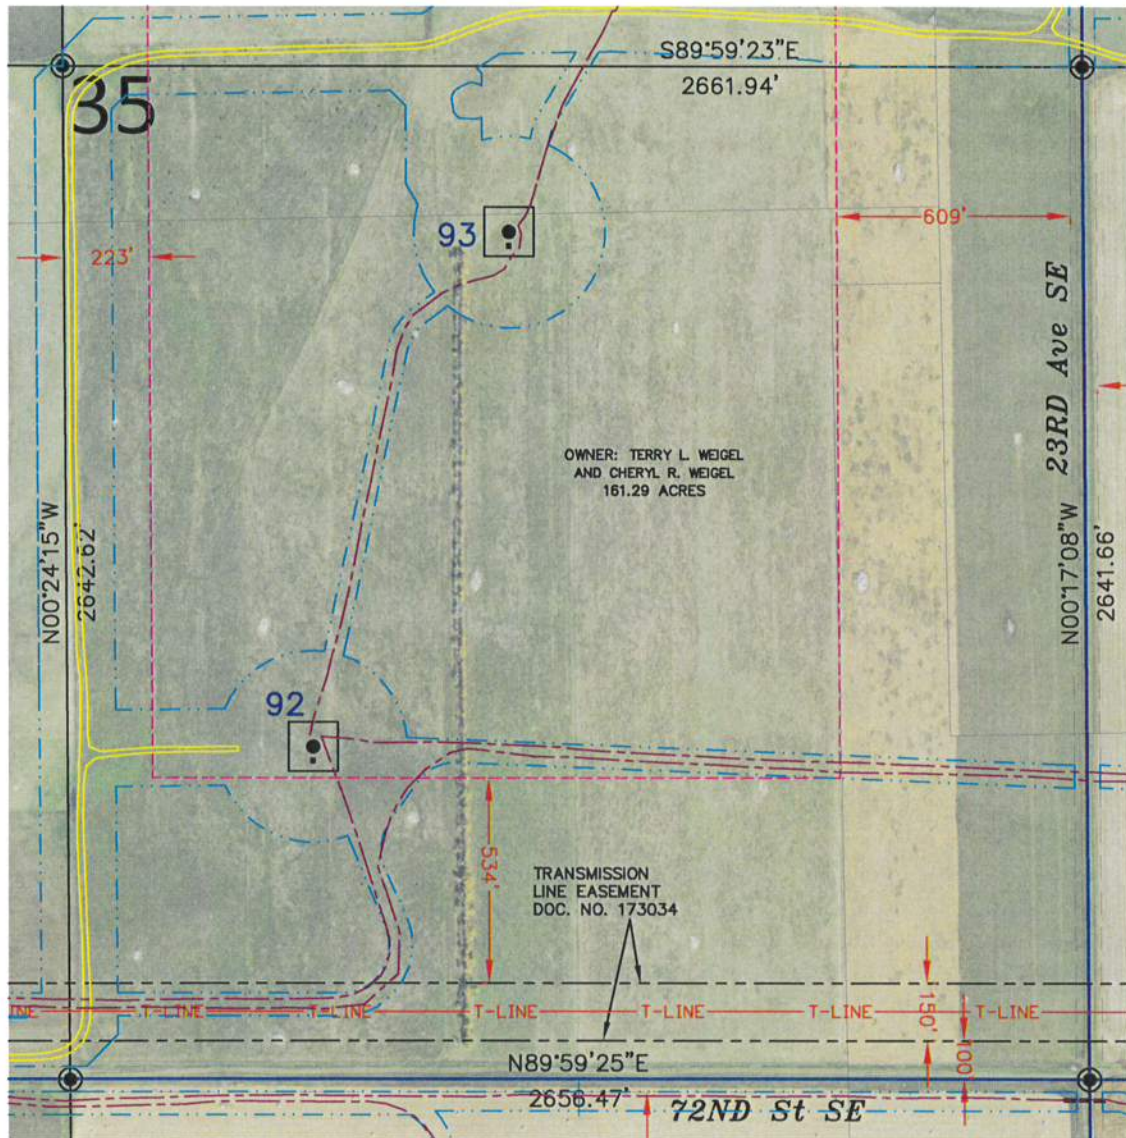 S89°59'23"E
2661.94'
35
93
609'
223'
23RD Ave SE
OWNER: TERRY L. WEIGEL
AND CHERYL R. WEIGEL
161.29 ACRES
N00°24'15"W
2642.62'
N00°17'08"W
2641.66'
92
534'
TRANSMISSION
LINE EASEMENT
DOC. NO. 173034
150'
INE T-LINE T-LINE T-LINE T-LINE T-LINE T-LINE
100'
N89°59'25"E
2656.47'
72ND St SE